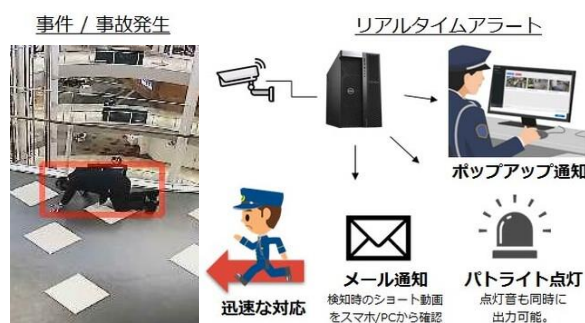 事件 / 事故発生
リアルタイムアラート
ポップアップ通知
迅速な対応
メール通知
検知時のショート動画
をスマホ/PCから確認
パトライト点灯
点灯音も同時に
出力可能。